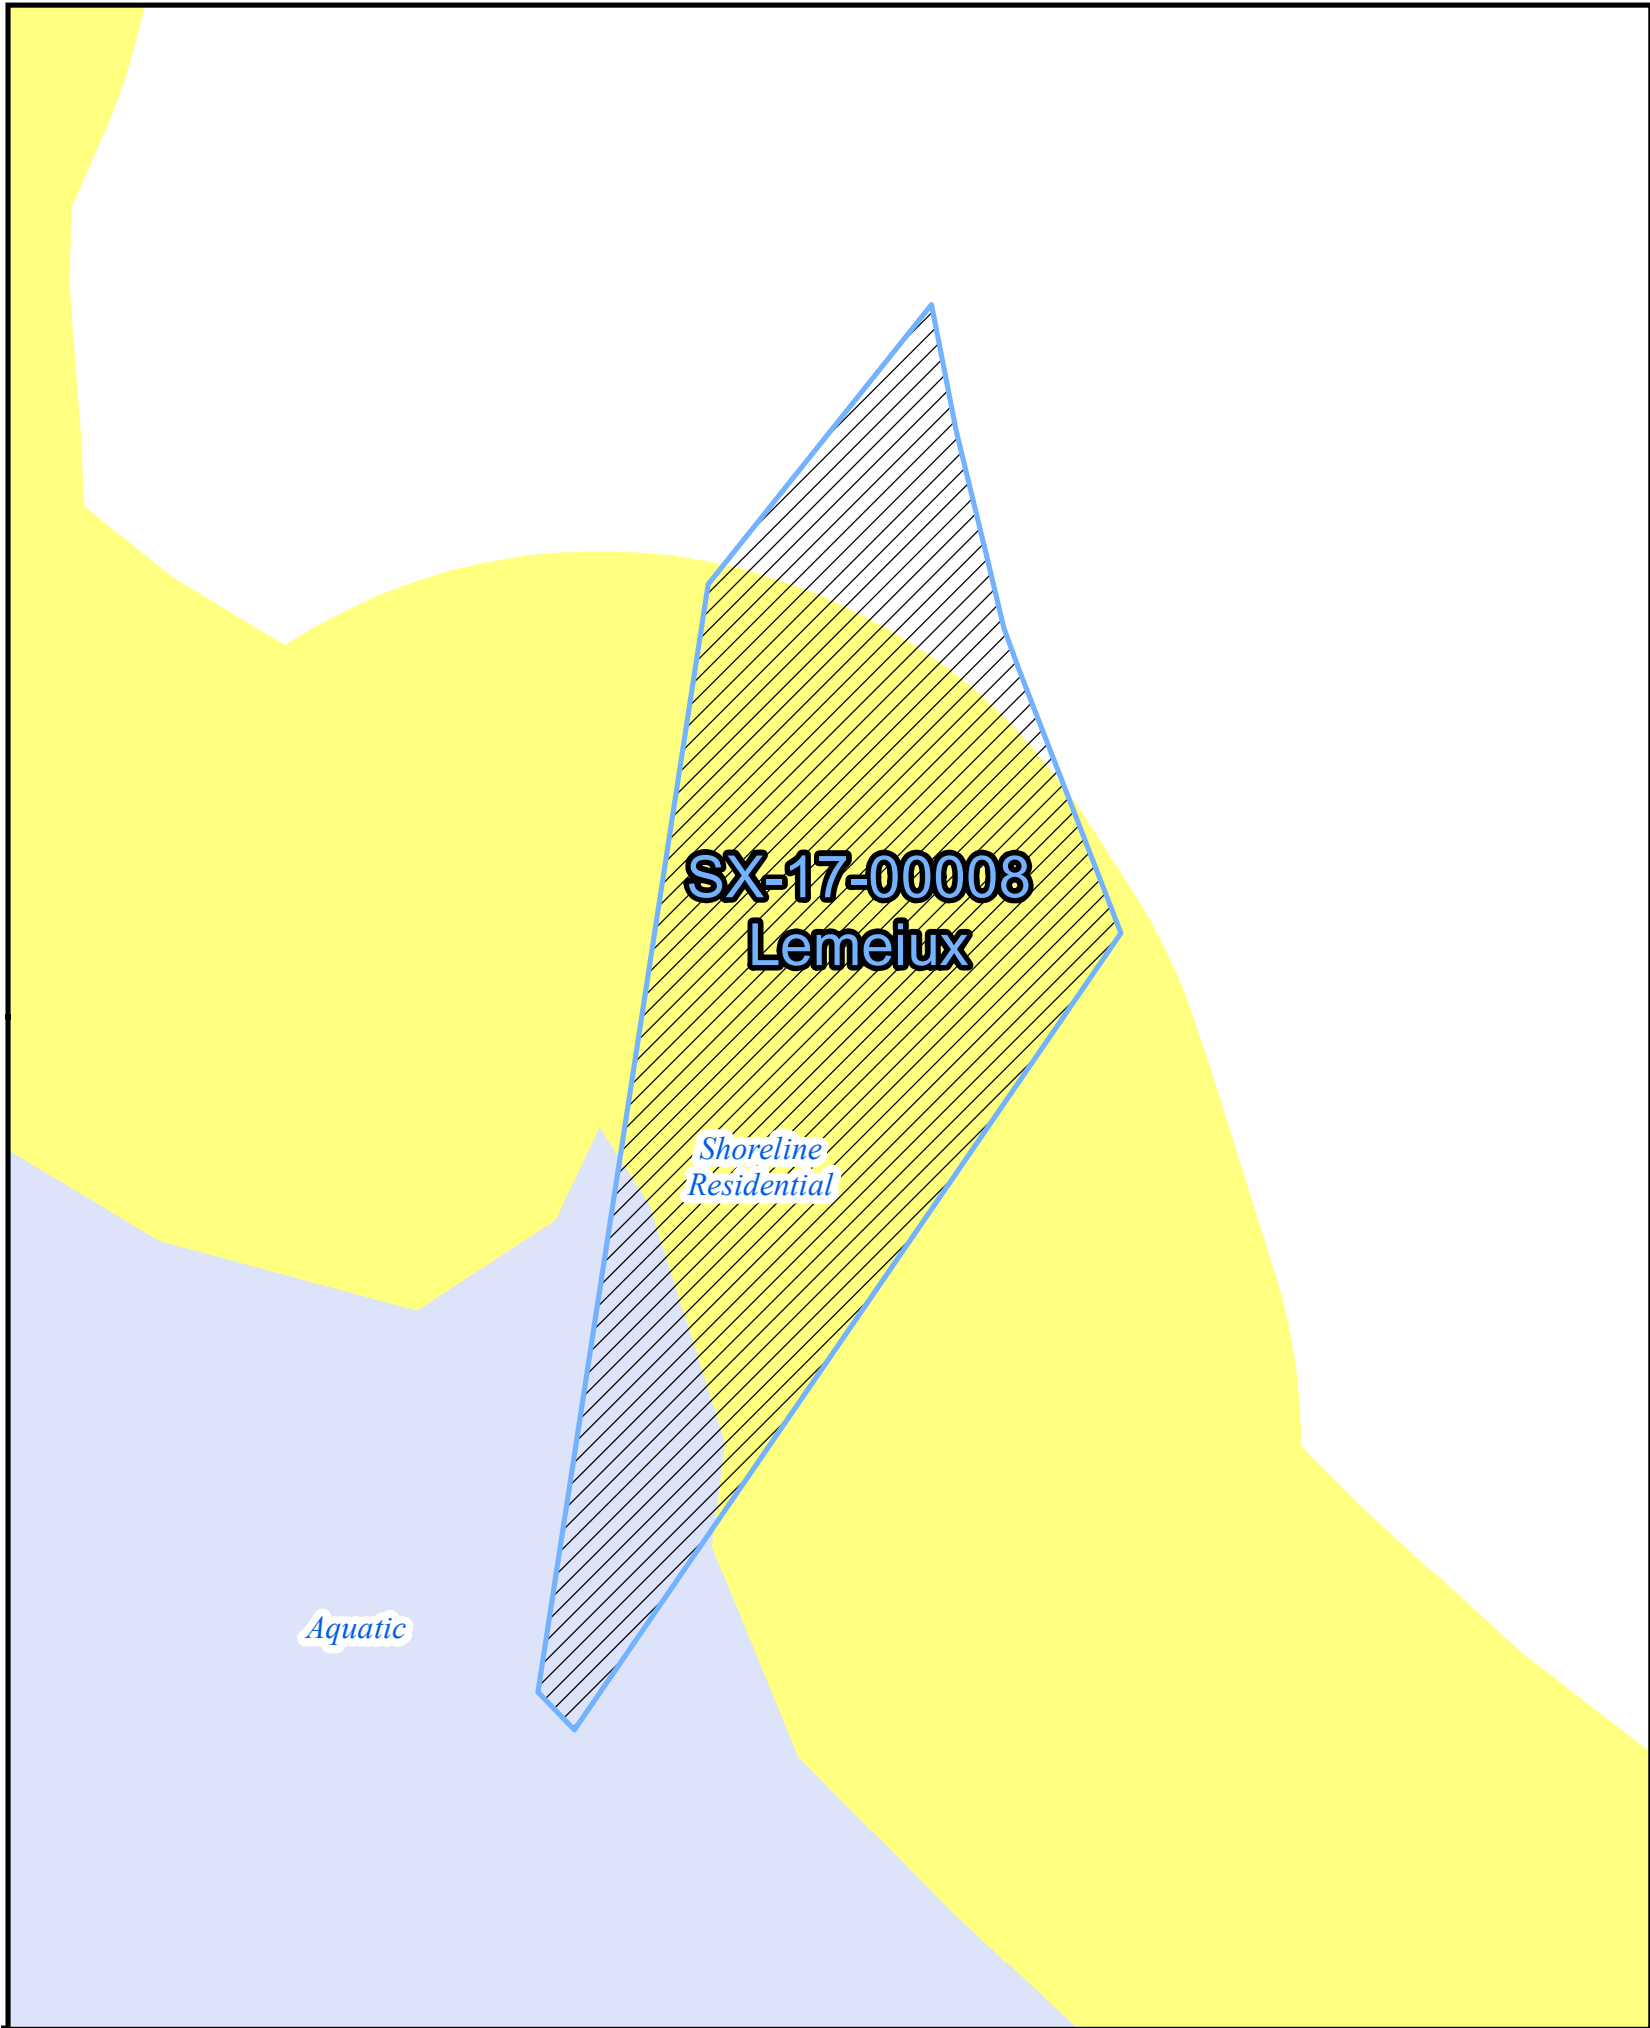 SX-17-00008
Lemeiux
Shoreline
Residential
Aquatic